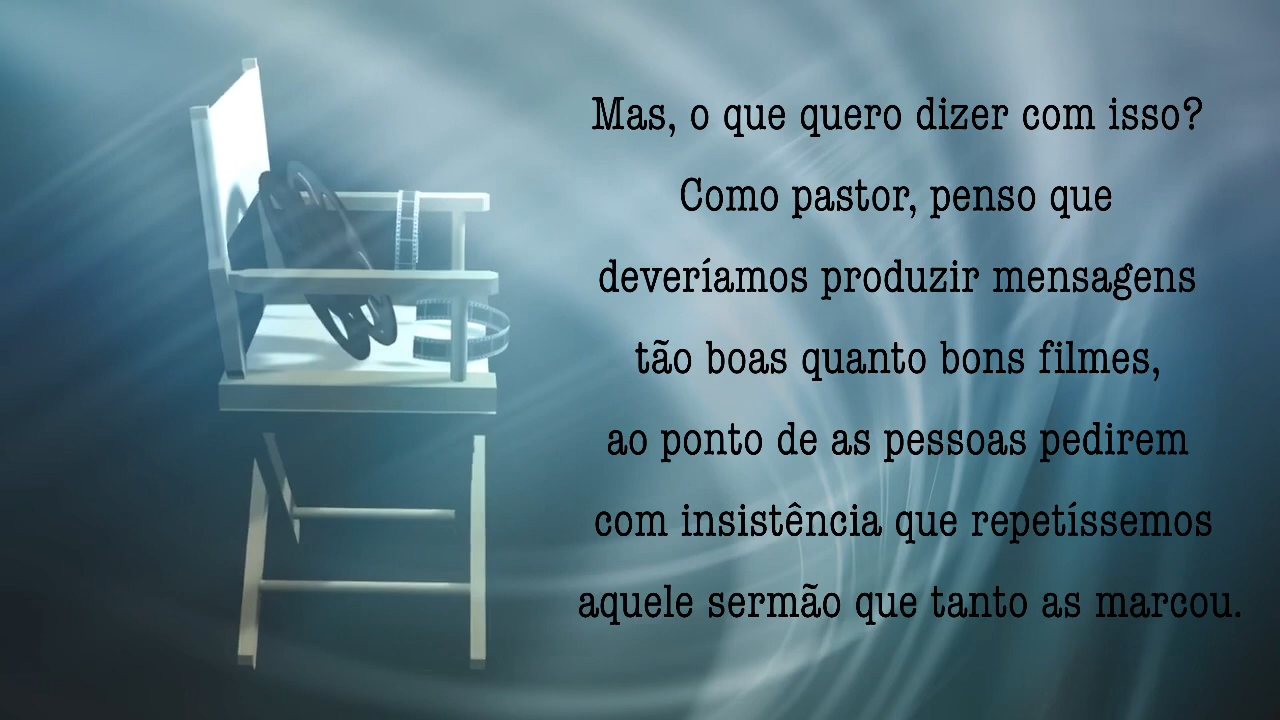 Mas, o que quero dizer com isso?
Como pastor, penso que
deveríamos produzir mensagens
tão boas quanto bons filmes,
ao ponto de as pessoas pedirem
com insistência que repetíssemos
aquele sermão que tanto as marcou.